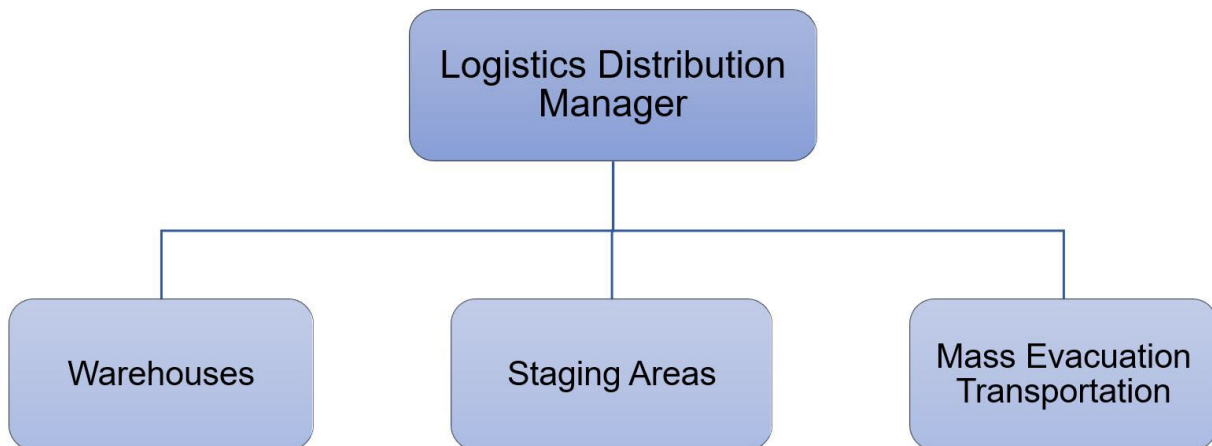 Logistics Distribution
Manager
Warehouses
Staging Areas
Mass Evacuation
Transportation